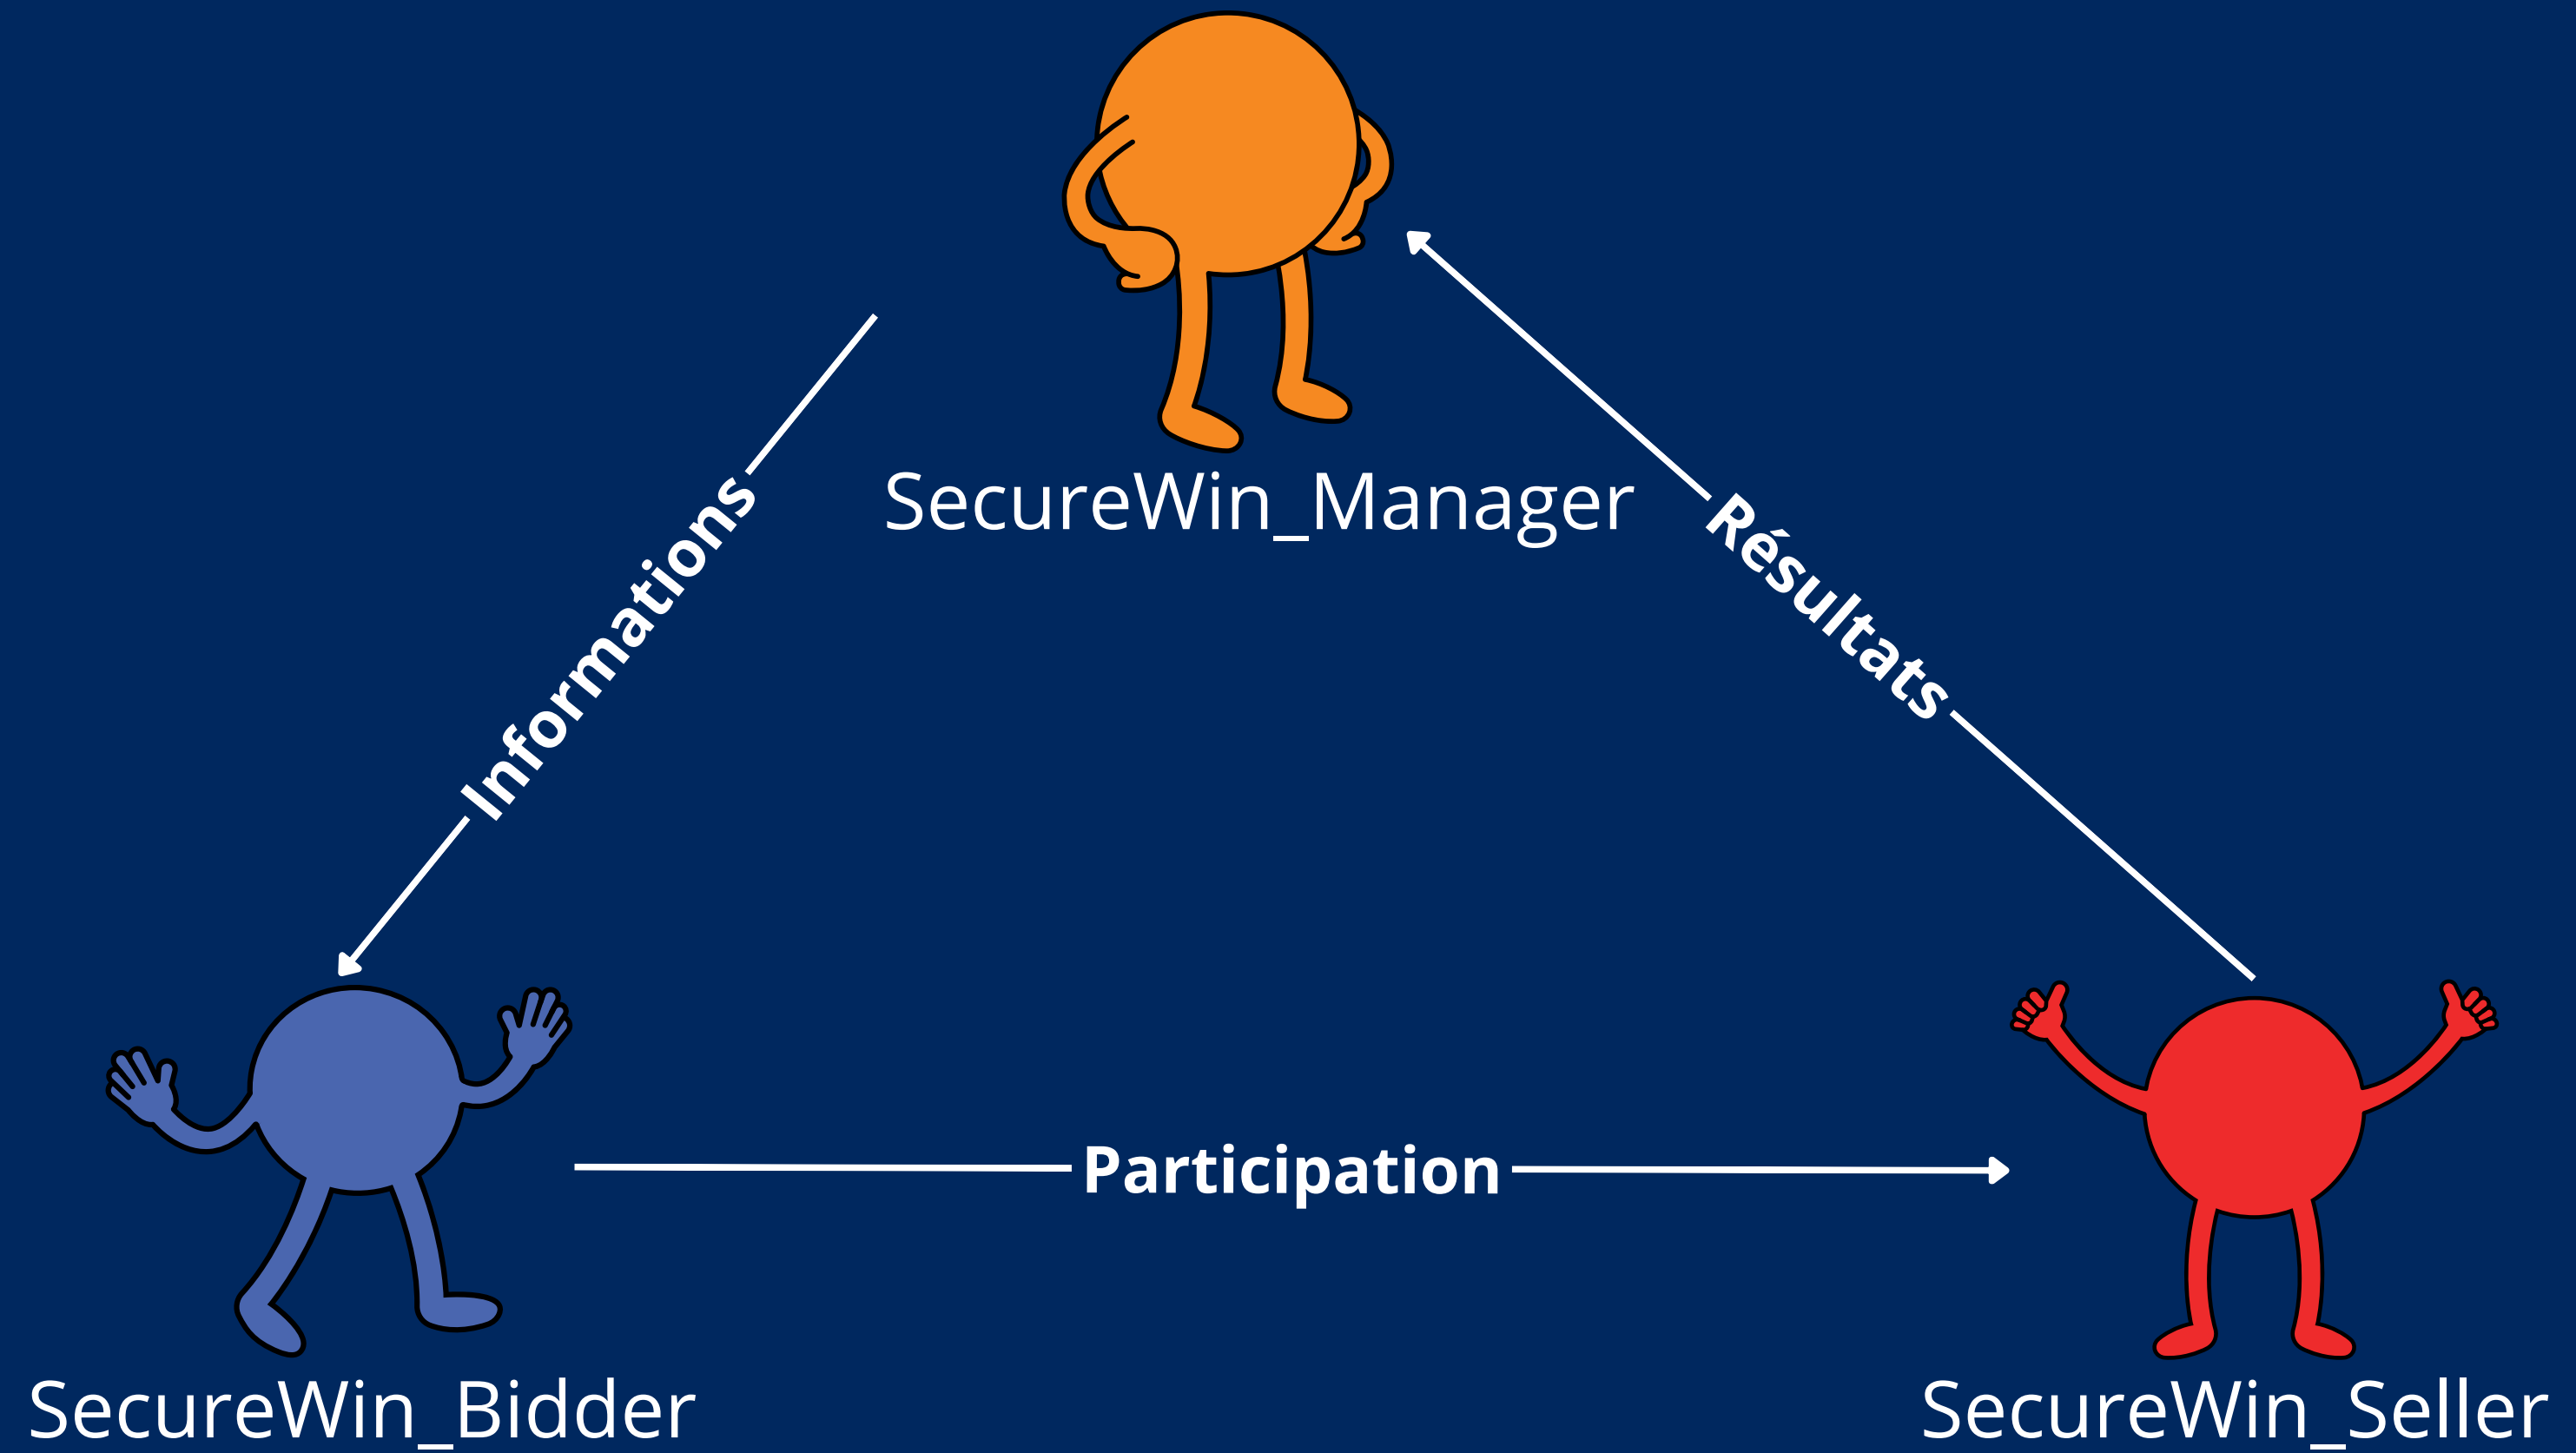 SecureWin_Manager
Informations
Résultats
Participation
SecureWin_Bidder
SecureWin_Seller